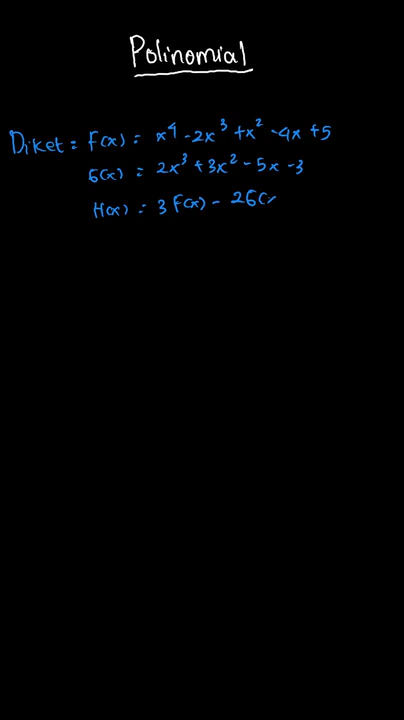 Polinomial
Diket = F(x) = x⁴ - 2x³ + x² - 4x + 5
G(x) = 2x³ + 3x² - 5x - 3
H(x) = 3 F(x) - 2G(x